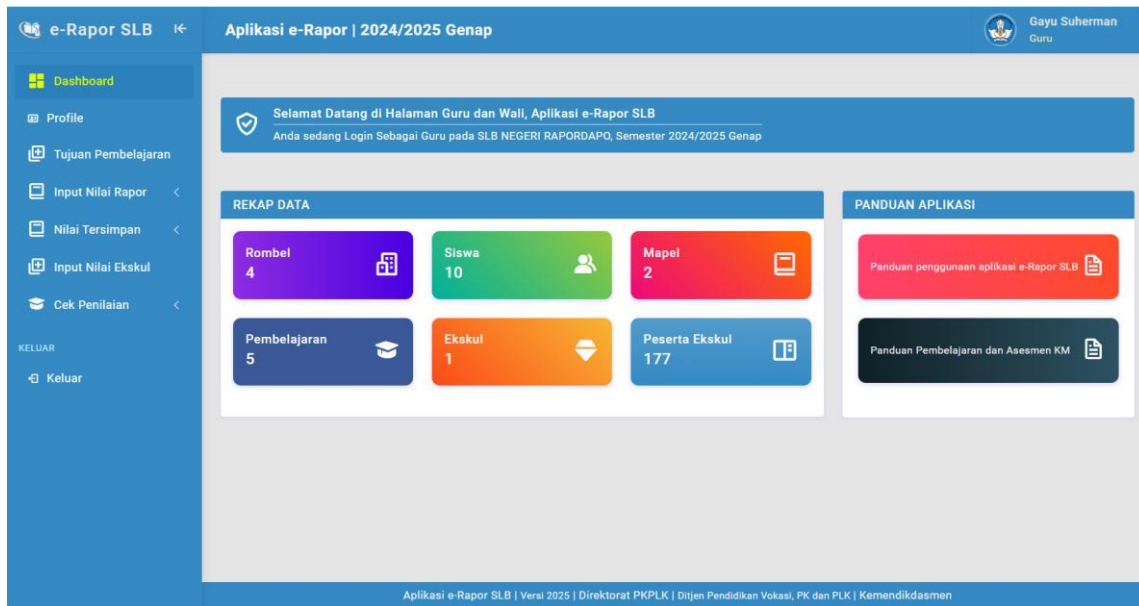 e-Rapor SLB
Aplikasi e-Rapor | 2024/2025 Genap
Gayu Suherman
Guru
Dashboard
Profile
Tujuan Pembelajaran
Input Nilai Rapor
Nilai Tersimpan
Input Nilai Ekskul
Cek Penilaian
KELUAR
Keluar
Selamat Datang di Halaman Guru dan Wali, Aplikasi e-Rapor SLB
Anda sedang Login Sebagai Guru pada SLB NEGERI RAPORDAPO, Semester 2024/2025 Genap
REKAP DATA
Rombel
4
Siswa
10
Mapel
2
Pembelajaran
5
Ekskul
1
Peserta Ekskul
177
PANDUAN APLIKASI
Panduan penggunaan aplikasi e-Rapor SLB
Panduan Pembelajaran dan Asesmen KM
Aplikasi e-Rapor SLB | Versi 2025 | Direktorat PKPLK | Ditjen Pendidikan Vokasi, PK dan PLK | Kemendikdasmen